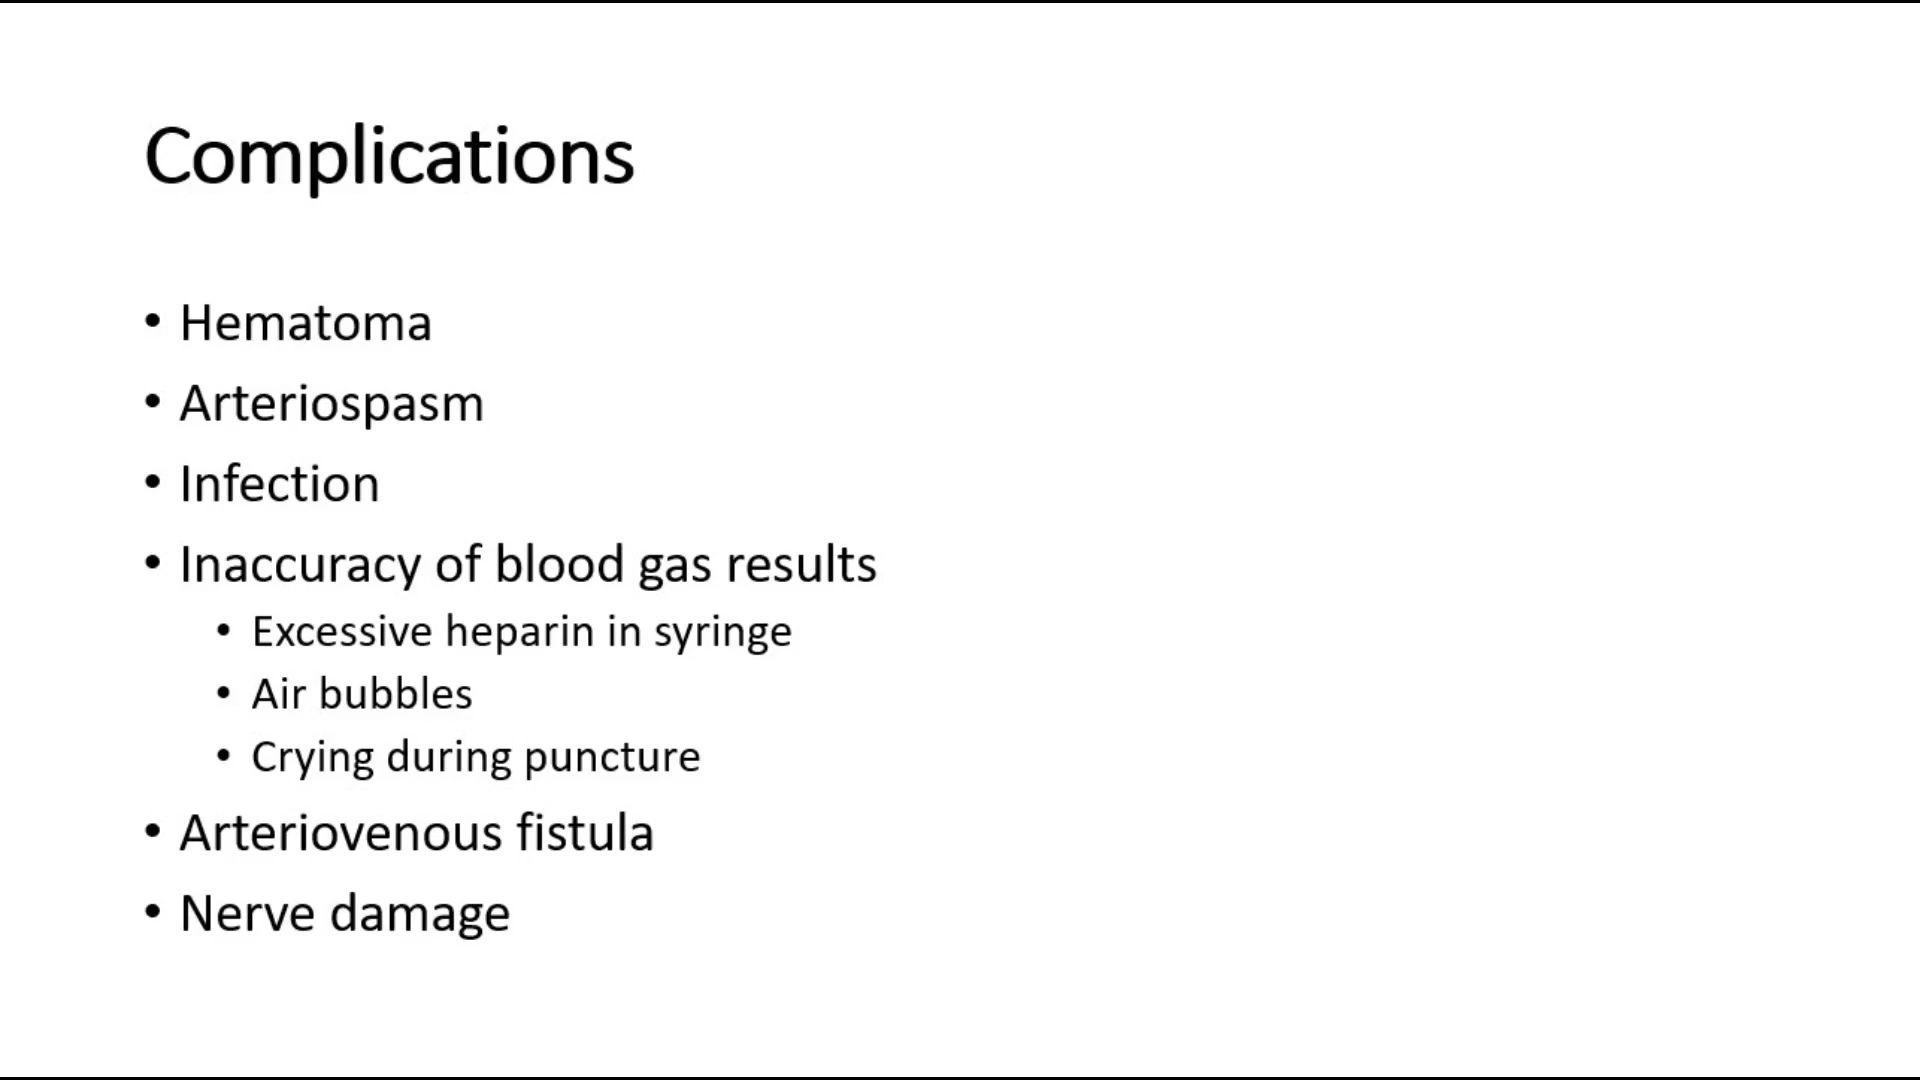 Complications
• Hematoma
• Arteriospasm
• Infection
• Inaccuracy of blood gas results
• Excessive heparin in syringe
• Air bubbles
• Crying during puncture
• Arteriovenous fistula
• Nerve damage